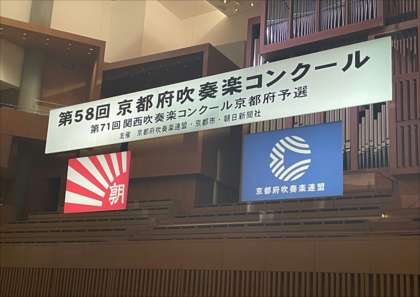 第58回 京都府吹奏楽コンクール
第71回 関西吹奏楽コンクール京都府予選
主催 京都府吹奏楽連盟・京都市・朝日新聞社
朝
京都府吹奏楽連盟